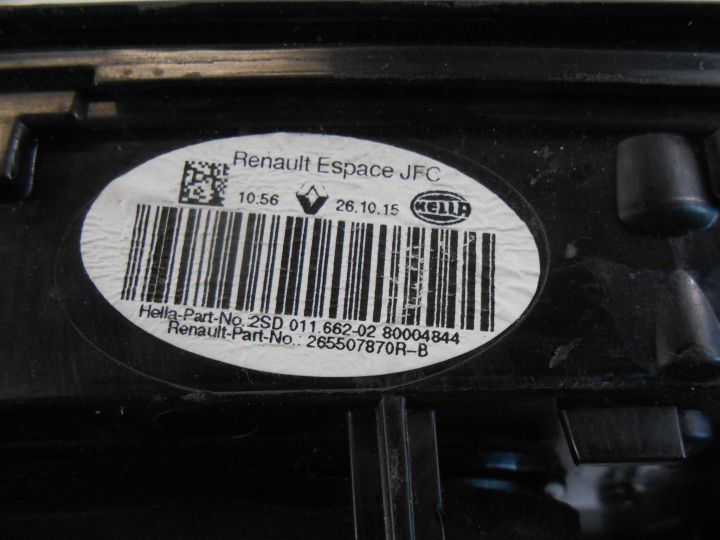 Renault Espace JFC
10:56 26.10.15 HELLA
Hella-Part-No.:2SD 011.662-02 80004844
Renault-Part-No.: 265507870R-B